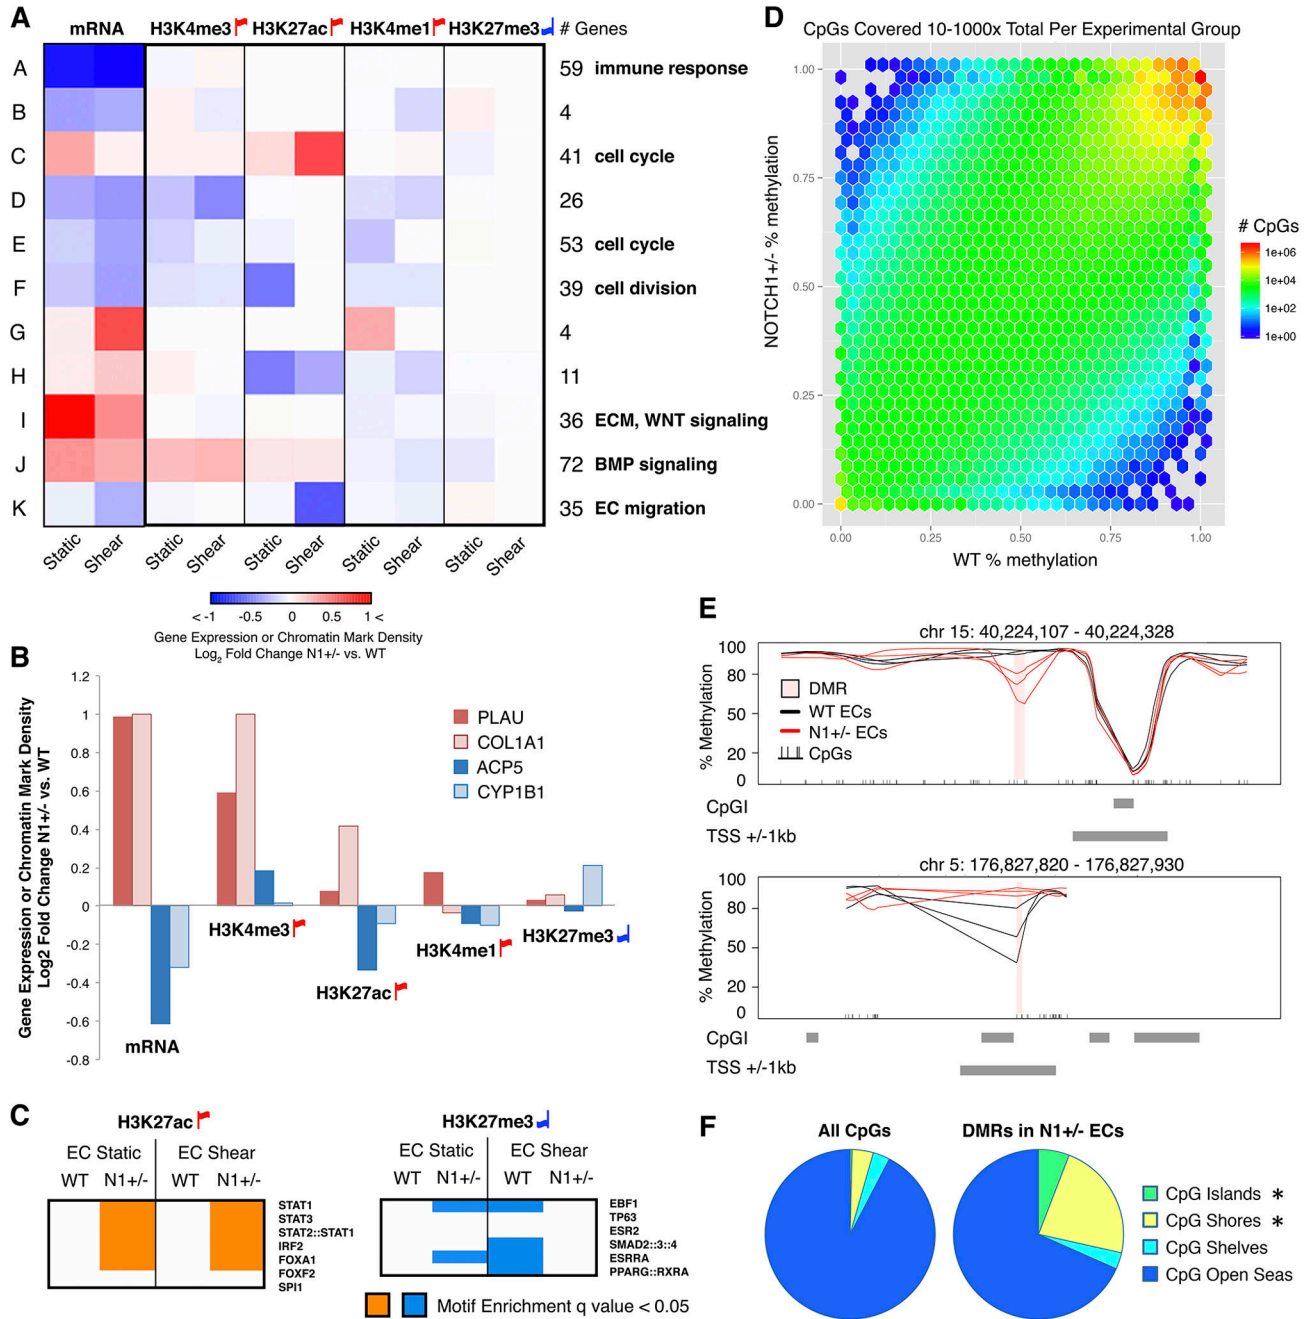 A
mRNA H3K4me3 H3K27ac H3K4me1 H3K27me3 # Genes
A 59 immune response
B 4
C 41 cell cycle
D 26
E 53 cell cycle
F 39 cell division
G 4
H 11
I 36 ECM, WNT signaling
J 72 BMP signaling
K 35 EC migration
Static Shear Static Shear Static Shear Static Shear Static Shear
< -1 -0.5 0 0.5 1 <
Gene Expression or Chromatin Mark Density
Log2 Fold Change N1+/- vs. WT
B
Gene Expression or Chromatin Mark Density
Log2 Fold Change N1+/- vs. WT
1.2
1
0.8
0.6
0.4
0.2
0
-0.2
-0.4
-0.6
-0.8
PLAU
COL1A1
ACP5
CYP1B1
mRNA
H3K4me3
H3K27ac
H3K4me1
H3K27me3
C
H3K27ac
EC Static EC Shear
WT N1+/- WT N1+/-
STAT1
STAT3
STAT2::STAT1
IRF2
FOXA1
FOXF2
SPI1
H3K27me3
EC Static EC Shear
WT N1+/- WT N1+/-
EBF1
TP63
ESR2
SMAD2::3::4
ESRRA
PPARG::RXRA
Motif Enrichment q value < 0.05
D
CpGs Covered 10-1000x Total Per Experimental Group
NOTCH1+/- % methylation
1.00
0.75
0.50
0.25
0.00
0.00 0.25 0.50 0.75 1.00
WT % methylation
# CpGs
1e+06
1e+04
1e+02
1e+00
E
chr 15: 40,224,107 - 40,224,328
% Methylation
100
80
50
20
0
DMR
WT ECs
N1+/- ECs
CpGs
CpGI
TSS +/-1kb
chr 5: 176,827,820 - 176,827,930
% Methylation
100
80
50
20
0
CpGI
TSS +/-1kb
F
All CpGs
DMRs in N1+/- ECs
CpG Islands *
CpG Shores *
CpG Shelves
CpG Open Seas